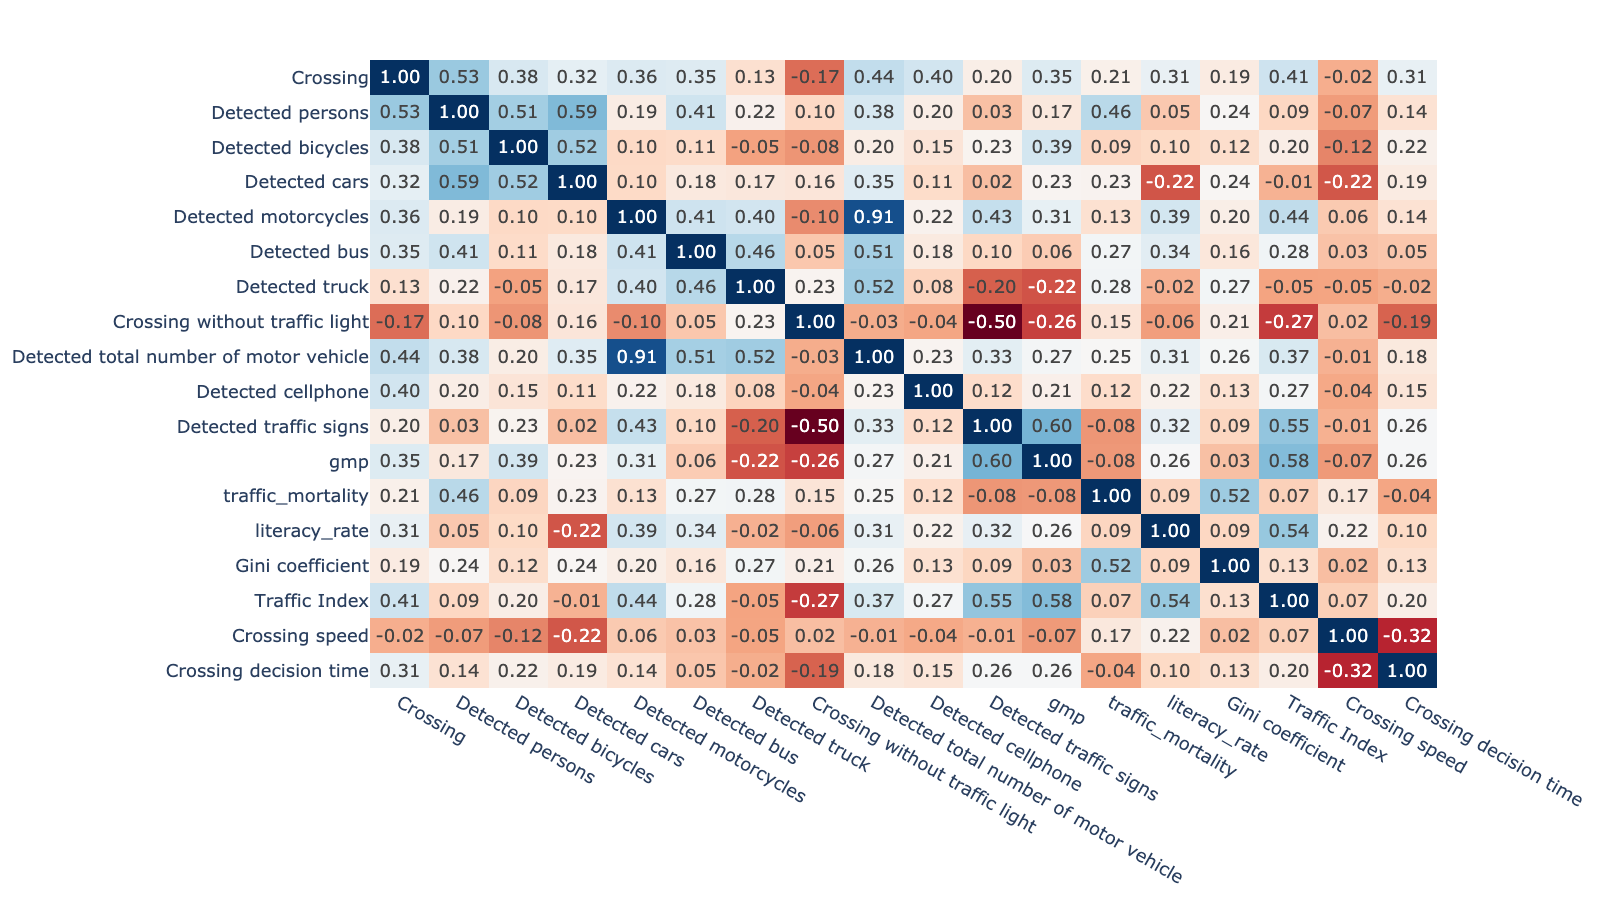 Crossing 1.00 0.53 0.38 0.32 0.36 0.35 0.13 -0.17 0.44 0.40 0.20 0.35 0.21 0.31 0.19 0.41 -0.02 0.31
Detected persons 0.53 1.00 0.51 0.59 0.19 0.41 0.22 0.10 0.38 0.20 0.03 0.17 0.46 0.05 0.24 0.09 -0.07 0.14
Detected bicycles 0.38 0.51 1.00 0.52 0.10 0.11 -0.05 -0.08 0.20 0.15 0.23 0.39 0.09 0.10 0.12 0.20 -0.12 0.22
Detected cars 0.32 0.59 0.52 1.00 0.10 0.18 0.17 0.16 0.35 0.11 0.02 0.23 0.23 -0.22 0.24 -0.01 -0.22 0.19
Detected motorcycles 0.36 0.19 0.10 0.10 1.00 0.41 0.40 -0.10 0.91 0.22 0.43 0.31 0.13 0.39 0.20 0.44 0.06 0.14
Detected bus 0.35 0.41 0.11 0.18 0.41 1.00 0.46 0.05 0.51 0.18 0.10 0.06 0.27 0.34 0.16 0.28 0.03 0.05
Detected truck 0.13 0.22 -0.05 0.17 0.40 0.46 1.00 0.23 0.52 0.08 -0.20 -0.22 0.28 -0.02 0.27 -0.05 -0.05 -0.02
Crossing without traffic light -0.17 0.10 -0.08 0.16 -0.10 0.05 0.23 1.00 -0.03 -0.04 -0.50 -0.26 0.15 -0.06 0.21 -0.27 0.02 -0.19
Detected total number of motor vehicle 0.44 0.38 0.20 0.35 0.91 0.51 0.52 -0.03 1.00 0.23 0.33 0.27 0.25 0.31 0.26 0.37 -0.01 0.18
Detected cellphone 0.40 0.20 0.15 0.11 0.22 0.18 0.08 -0.04 0.23 1.00 0.12 0.21 0.12 0.22 0.13 0.27 -0.04 0.15
Detected traffic signs 0.20 0.03 0.23 0.02 0.43 0.10 -0.20 -0.50 0.33 0.12 1.00 0.60 -0.08 0.32 0.09 0.55 -0.01 0.26
gmp 0.35 0.17 0.39 0.23 0.31 0.06 -0.22 -0.26 0.27 0.21 0.60 1.00 -0.08 0.26 0.03 0.58 -0.07 0.26
traffic_mortality 0.21 0.46 0.09 0.23 0.13 0.27 0.28 0.15 0.25 0.12 -0.08 -0.08 1.00 0.09 0.52 0.07 0.17 -0.04
literacy_rate 0.31 0.05 0.10 -0.22 0.39 0.34 -0.02 -0.06 0.31 0.22 0.32 0.26 0.09 1.00 0.09 0.54 0.22 0.10
Gini coefficient 0.19 0.24 0.12 0.24 0.20 0.16 0.27 0.21 0.26 0.13 0.09 0.03 0.52 0.09 1.00 0.13 0.02 0.13
Traffic Index 0.41 0.09 0.20 -0.01 0.44 0.28 -0.05 -0.27 0.37 0.27 0.55 0.58 0.07 0.54 0.13 1.00 0.07 0.20
Crossing speed -0.02 -0.07 -0.12 -0.22 0.06 0.03 -0.05 0.02 -0.01 -0.04 -0.01 -0.07 0.17 0.22 0.02 0.07 1.00 -0.32
Crossing decision time 0.31 0.14 0.22 0.19 0.14 0.05 -0.02 -0.19 0.18 0.15 0.26 0.26 -0.04 0.10 0.13 0.20 -0.32 1.00
Crossing
Detected persons
Detected bicycles
Detected cars
Detected motorcycles
Detected bus
Detected truck
Crossing without traffic light
Detected total number of motor vehicle
Detected cellphone
Detected traffic signs
gmp
traffic_mortality
literacy_rate
Gini coefficient
Traffic Index
Crossing speed
Crossing decision time